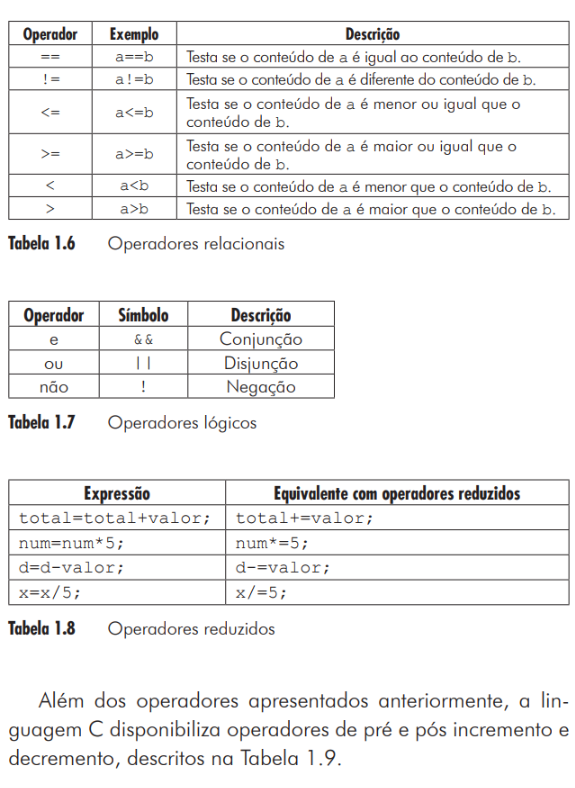 Operador Exemplo Descrição
== a==b Testa se o conteúdo de a é igual ao conteúdo de b.
!= a!=b Testa se o conteúdo de a é diferente do conteúdo de b.
<= a<=b Testa se o conteúdo de a é menor ou igual que o
conteúdo de b.
>= a>=b Testa se o conteúdo de a é maior ou igual que o
conteúdo de b.
< a<b Testa se o conteúdo de a é menor que o conteúdo de b.
> a>b Testa se o conteúdo de a é maior que o conteúdo de b.
Tabela 1.6 Operadores relacionais
Operador Símbolo Descrição
e && Conjunção
ou || Disjunção
não ! Negação
Tabela 1.7 Operadores lógicos
Expressão Equivalente com operadores reduzidos
total=total+valor; total+=valor;
num=num*5; num*=5;
d=d-valor; d-=valor;
x=x/5; x/=5;
Tabela 1.8 Operadores reduzidos
Além dos operadores apresentados anteriormente, a lin-
guagem C disponibiliza operadores de pré e pós incremento e
decremento, descritos na Tabela 1.9.